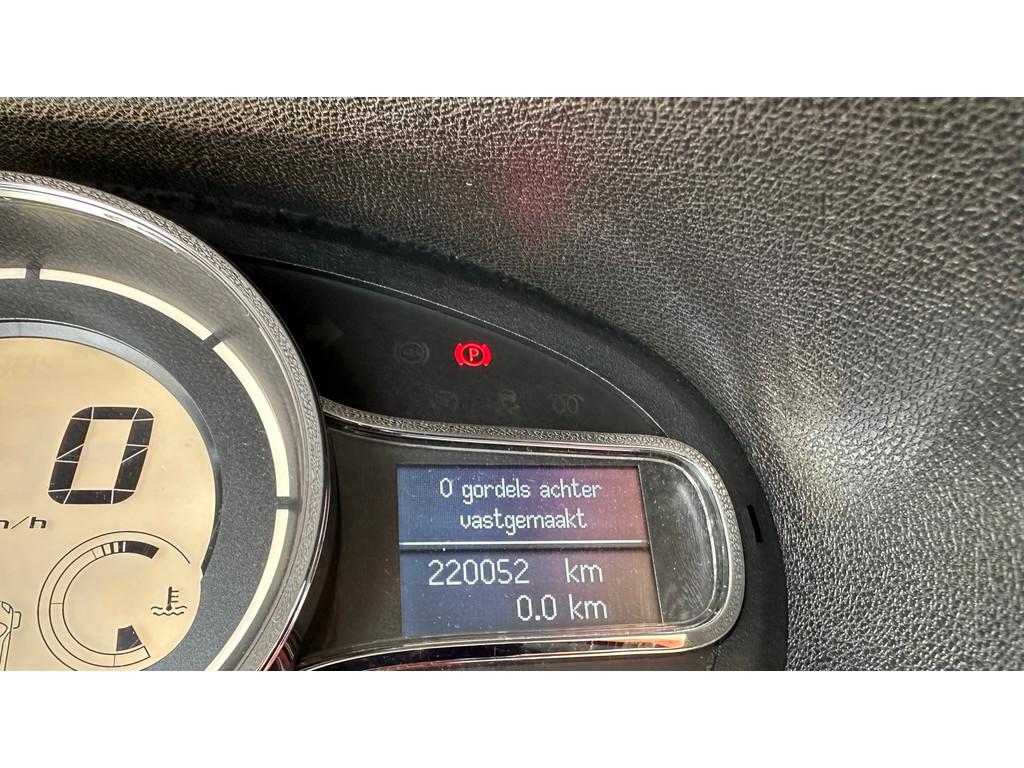 P
0
0 gordels achter
vastgemaakt
220052 km
0.0 km